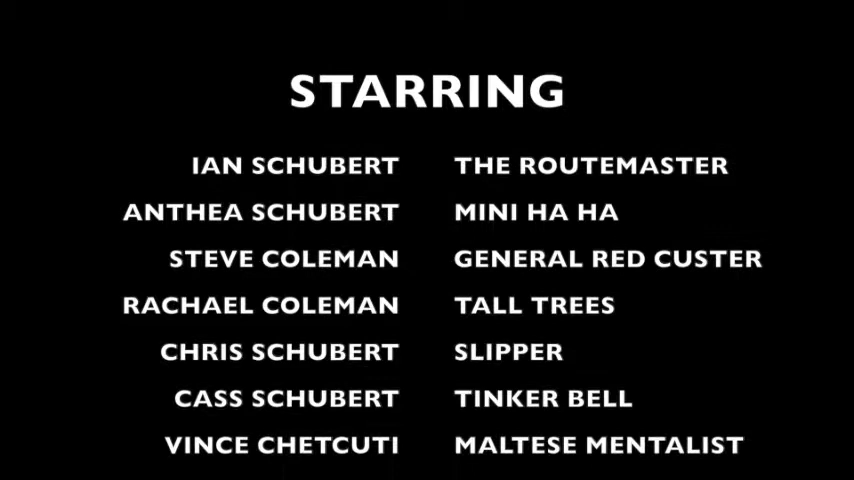 STARRING
IAN SCHUBERT THE ROUTEMASTER
ANTHEA SCHUBERT MINI HA HA
STEVE COLEMAN GENERAL RED CUSTER
RACHAEL COLEMAN TALL TREES
CHRIS SCHUBERT SLIPPER
CASS SCHUBERT TINKER BELL
VINCE CHETCUTI MALTESE MENTALIST